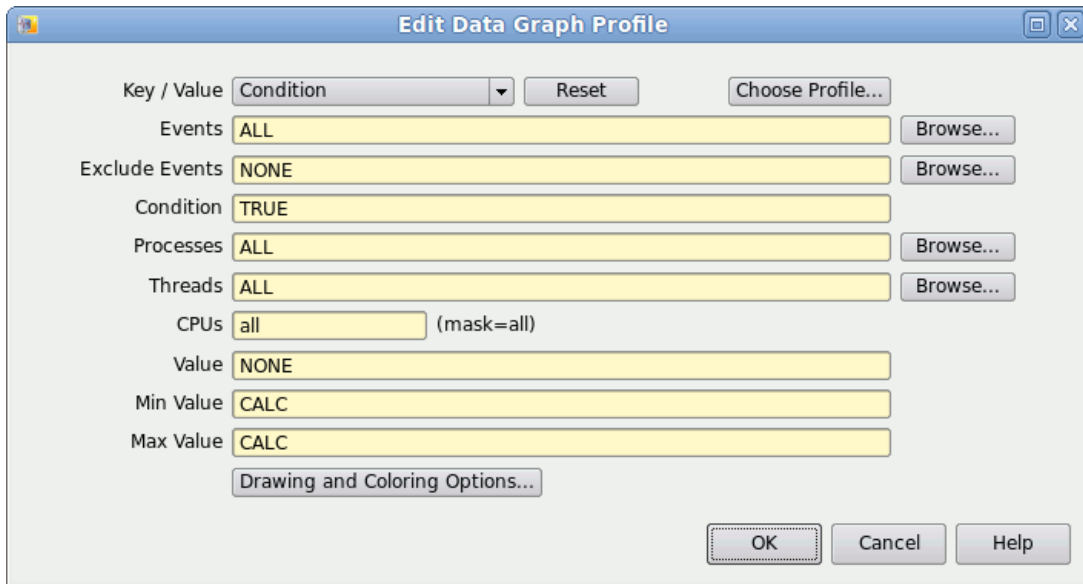 Edit Data Graph Profile
Key / Value Condition Reset Choose Profile...
Events ALL Browse...
Exclude Events NONE Browse...
Condition TRUE
Processes ALL Browse...
Threads ALL Browse...
CPUs all (mask=all)
Value NONE
Min Value CALC
Max Value CALC
Drawing and Coloring Options...
OK Cancel Help